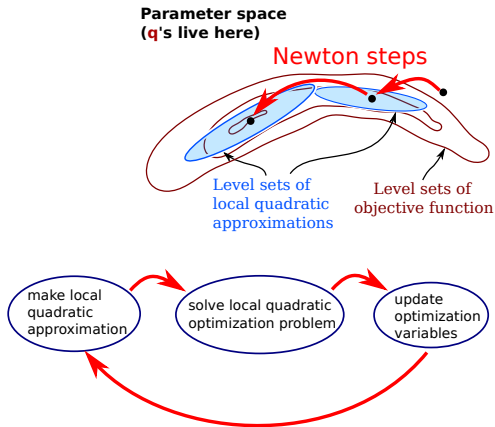 Parameter space
(q's live here)
Newton steps
Level sets of
local quadratic
approximations
Level sets of
objective function
make local
quadratic
approximation
solve local quadratic
optimization problem
update
optimization
variables